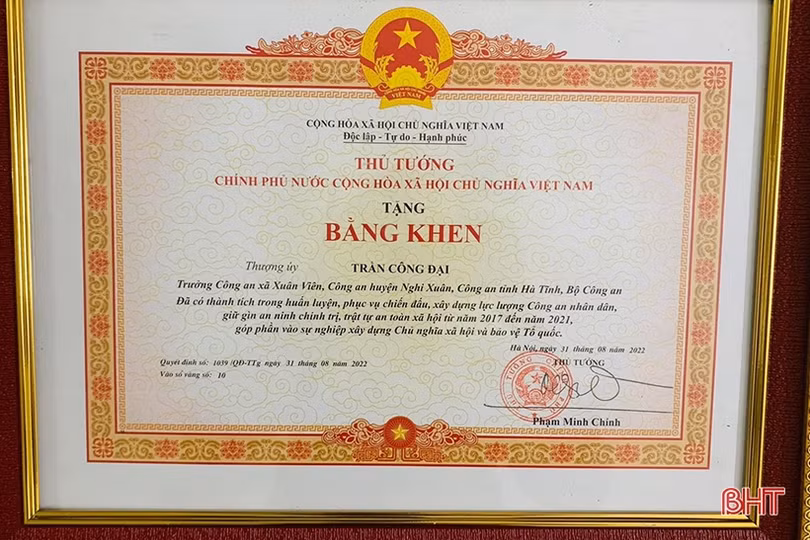 VIỆT NAM
CỘNG HÒA XÃ HỘI CHỦ NGHĨA VIỆT NAM
Độc lập - Tự do - Hạnh phúc
THỦ TƯỚNG
CHÍNH PHỦ NƯỚC CỘNG HÒA XÃ HỘI CHỦ NGHĨA VIỆT NAM
TẶNG
BẰNG KHEN
Thượng úy TRẦN CÔNG ĐẠI
Trưởng Công an xã Xuân Viên, Công an huyện Nghi Xuân, Công an tỉnh Hà Tĩnh, Bộ Công an
Đã có thành tích trong huấn luyện, phục vụ chiến đấu, xây dựng lực lượng Công an nhân dân,
giữ gìn an ninh chính trị, trật tự an toàn xã hội từ năm 2017 đến năm 2021,
góp phần vào sự nghiệp xây dựng Chủ nghĩa xã hội và bảo vệ Tổ quốc.
Hà Nội, ngày 31 tháng 08 năm 2022
Quyết định số: 1039 /QĐ-TTg ngày 31 tháng 08 năm 2022
Vào sổ vàng số: 10
THỦ TƯỚNG
Phạm Minh Chính
BHT